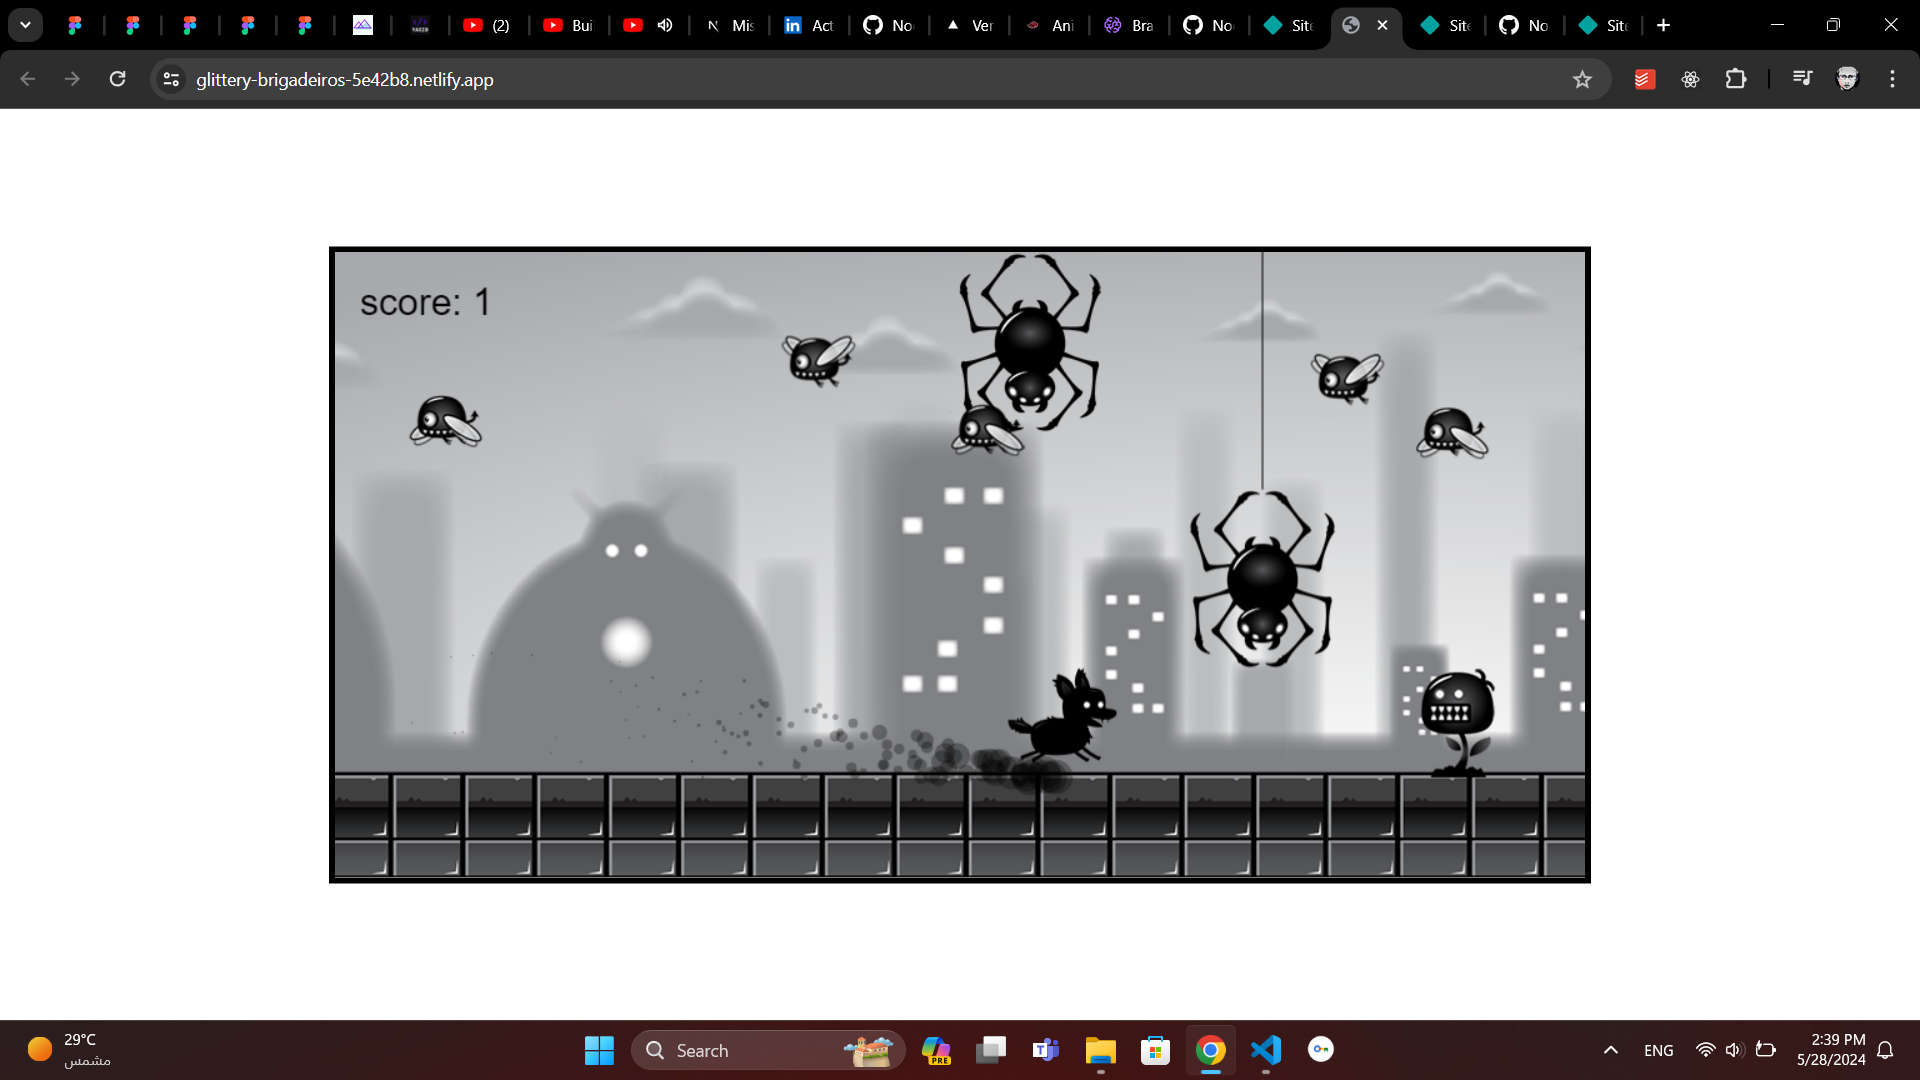 (2)
Bui
Mis
Act
No
Ver
Ani
Bra
No
Site
Site
No
Site
glittery-brigadeiros-5e42b8.netlify.app
score: 1
29°C
مشمس
Search
PRE
ENG
2:39 PM
5/28/2024